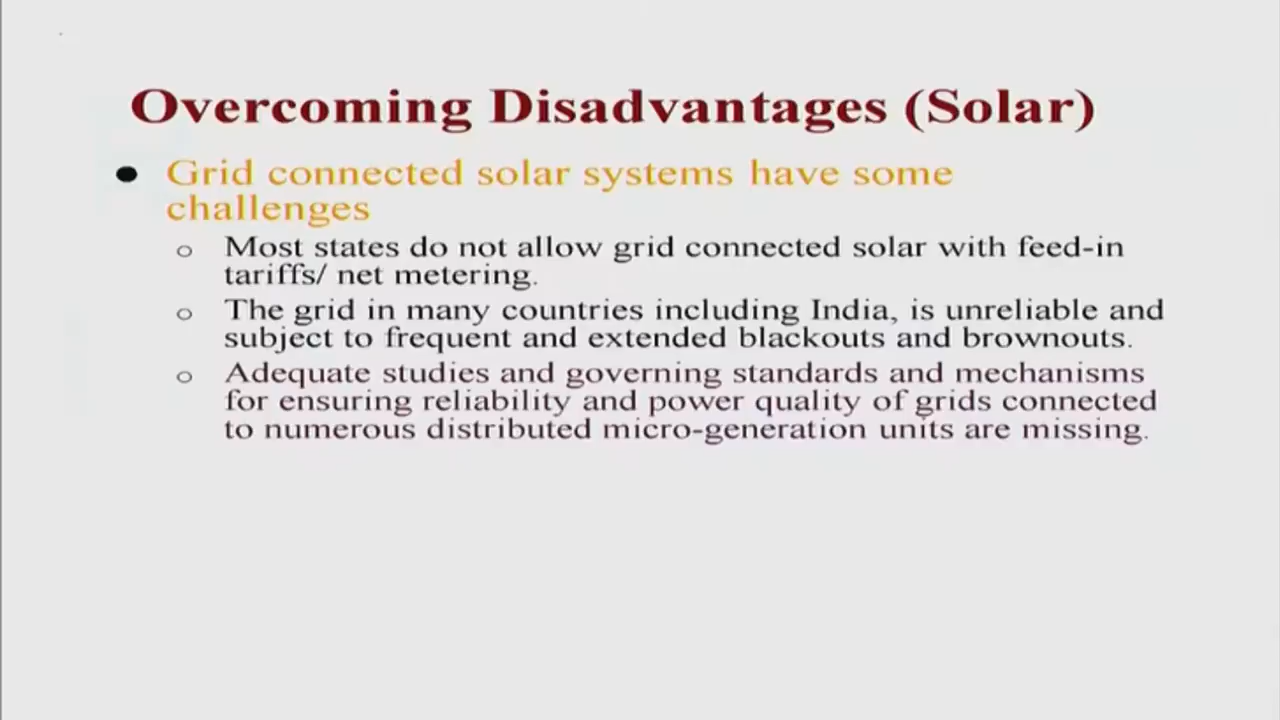 Overcoming Disadvantages (Solar)
● Grid connected solar systems have some
challenges
o Most states do not allow grid connected solar with feed-in
tariffs/ net metering.
o The grid in many countries including India, is unreliable and
subject to frequent and extended blackouts and brownouts.
o Adequate studies and governing standards and mechanisms
for ensuring reliability and power quality of grids connected
to numerous distributed micro-generation units are missing.